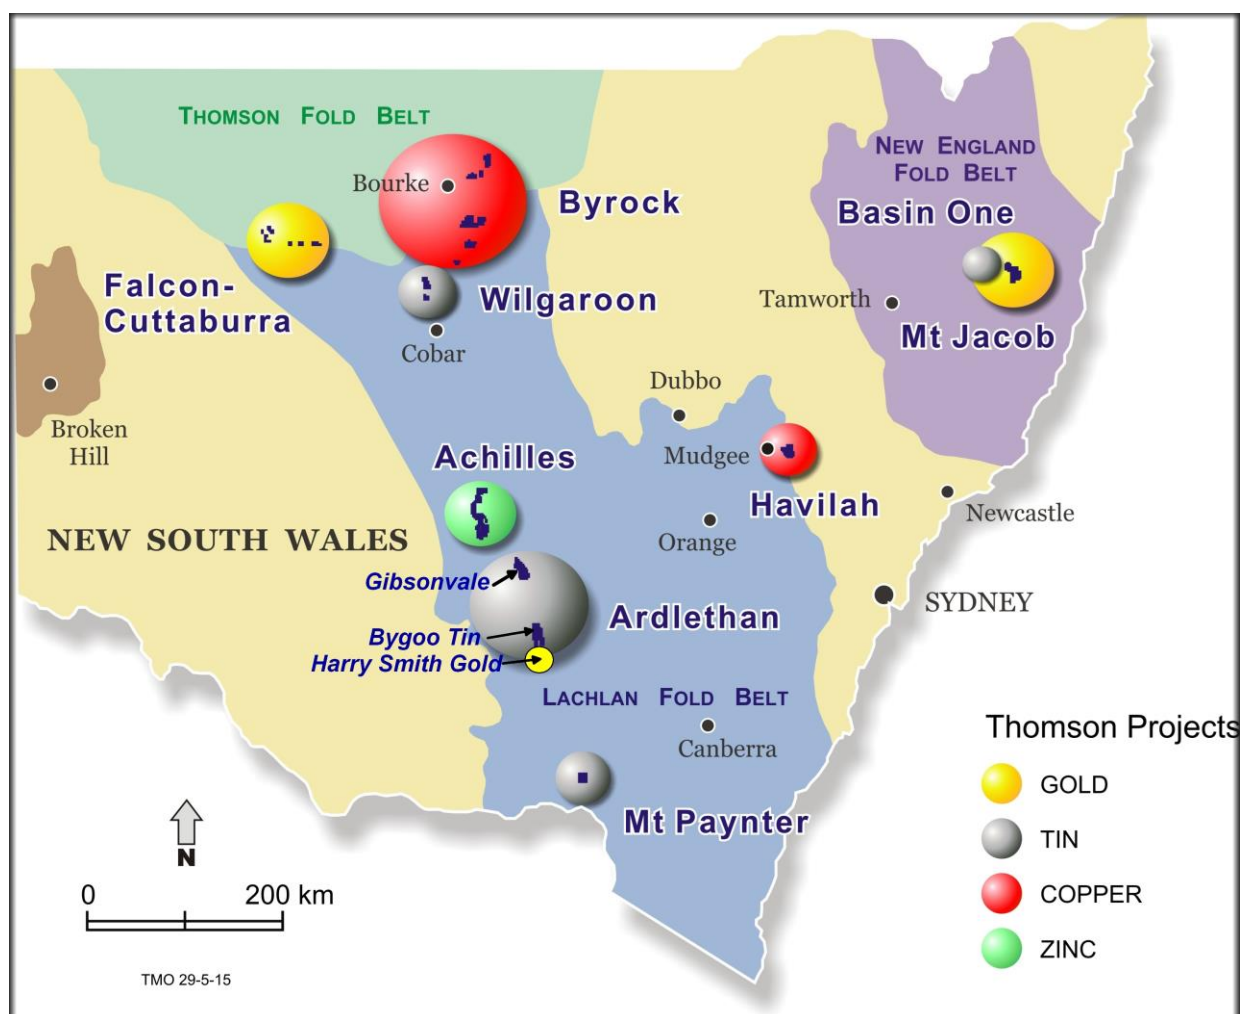 THOMSON FOLD BELT
NEW ENGLAND
FOLD BELT
Bourke
Byrock
Basin One
Falcon-
Cuttaburra
Wilgaroon
Tamworth
Mt Jacob
Cobar
Dubbo
Broken
Hill
Achilles
Mudgee
Havilah
Newcastle
NEW SOUTH WALES
Orange
Gibsonvale
Ardlethan
SYDNEY
Bygoo Tin
Harry Smith Gold
LACHLAN FOLD BELT
Canberra
Mt Paynter
Thomson Projects
GOLD
TIN
COPPER
ZINC
N
0 200 km
TMO 29-5-15